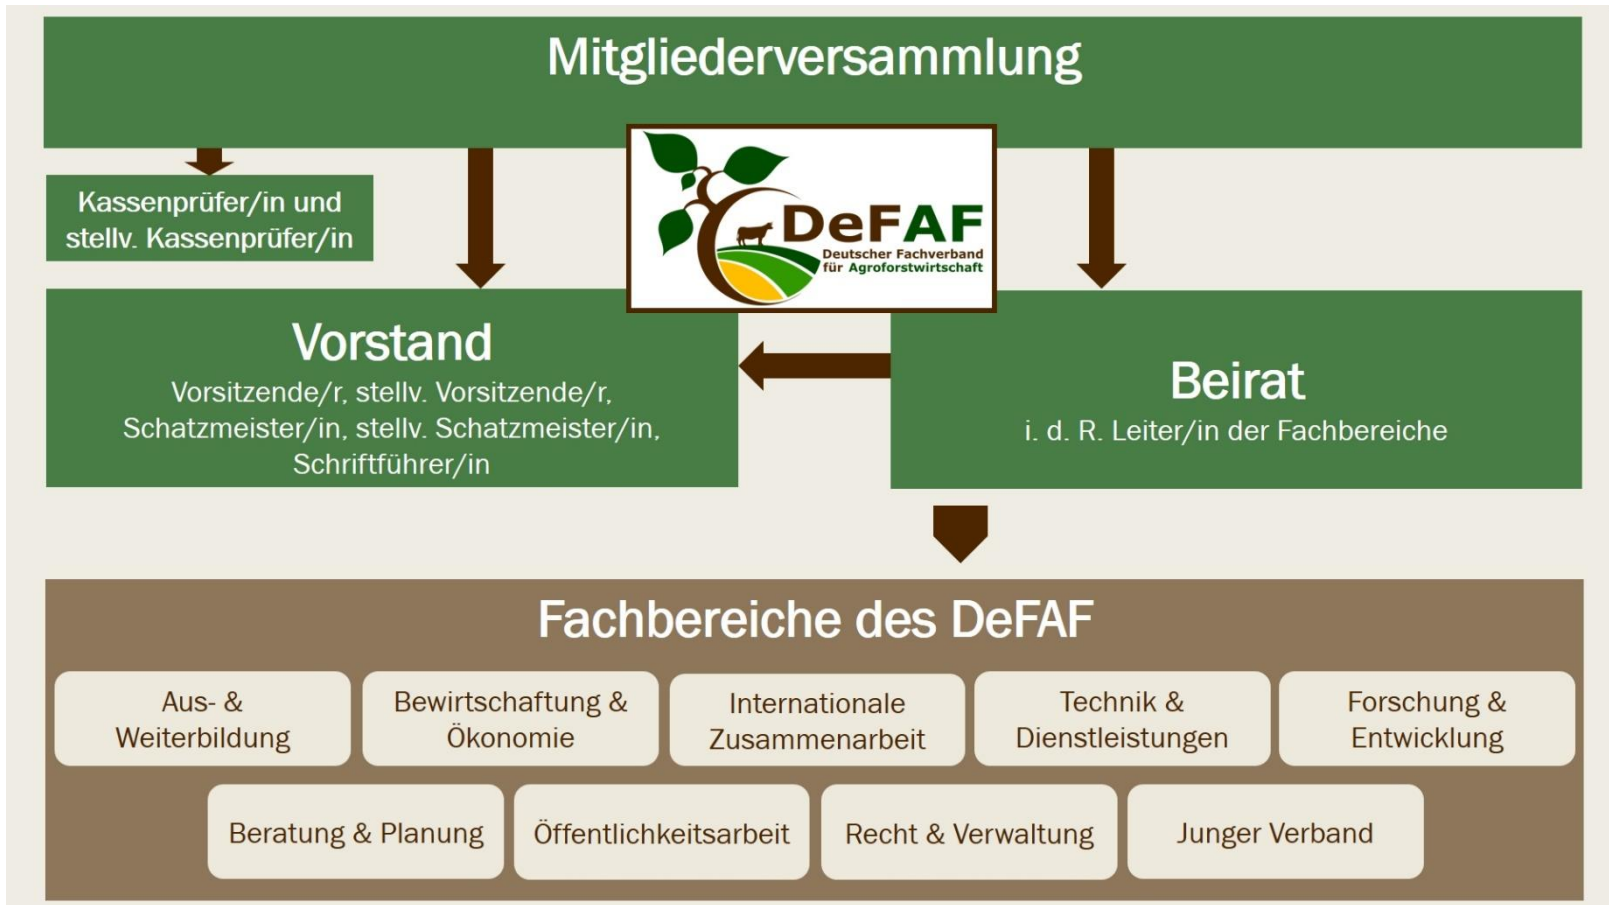 Mitgliederversammlung
Kassenprüfer/in und
stellv. Kassenprüfer/in
DeFAF
Deutscher Fachverband
für Agroforstwirtschaft
Vorstand
Vorsitzende/r, stellv. Vorsitzende/r,
Schatzmeister/in, stellv. Schatzmeister/in,
Schriftführer/in
Beirat
i. d. R. Leiter/in der Fachbereiche
Fachbereiche des DeFAF
Aus- &
Weiterbildung
Bewirtschaftung &
Ökonomie
Internationale
Zusammenarbeit
Technik &
Dienstleistungen
Forschung &
Entwicklung
Beratung & Planung
Öffentlichkeitsarbeit
Recht & Verwaltung
Junger Verband